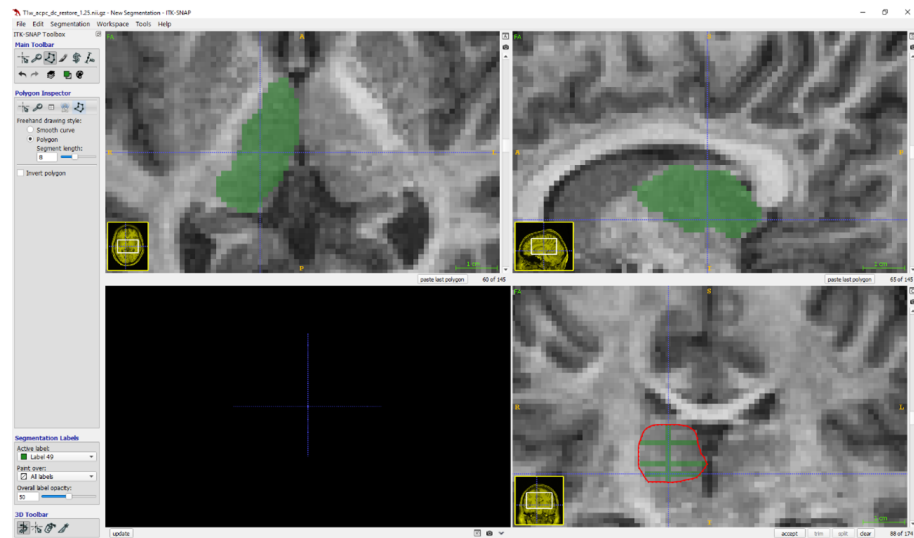 T1w_acpc_dc_restore_1.25.nii.gz - New Segmentation - ITK-SNAP
File Edit Segmentation Workspace Tools Help
ITK-SNAP Toolbox
Main Toolbar
Polygon Inspector
Freehand drawing style:
Smooth curve
Polygon
Segment length:
8
Invert polygon
Segmentation Labels
Active label:
Label 49
Paint over:
All labels
Overall label opacity:
50
3D Toolbar
A
P
1 cm
paste last polygon 60 of 145
A
paste last polygon 65 of 145
update
S
R
L
accept trim split clear 88 of 174